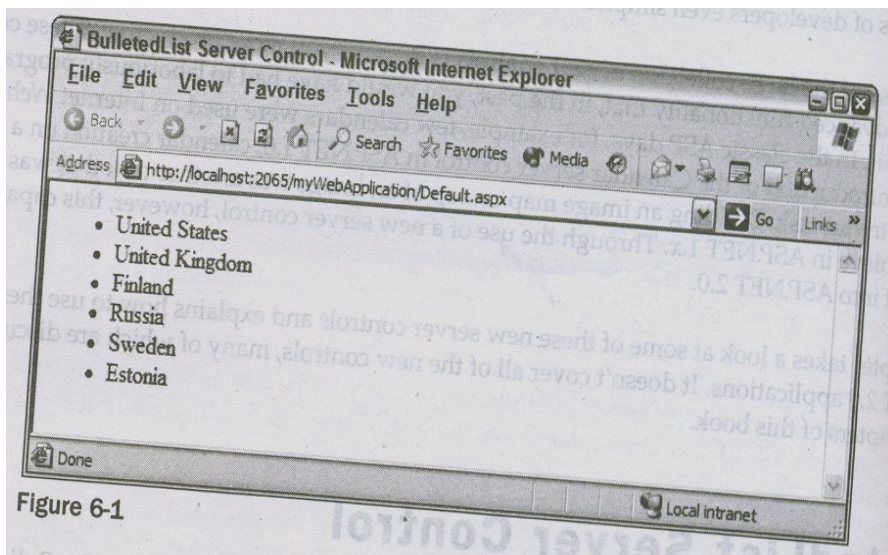 BulletedList Server Control - Microsoft Internet Explorer
File Edit View Favorites Tools Help
Back Search Favorites Media
Address http://localhost:2065/myWebApplication/Default.aspx Go Links »
• United States
• United Kingdom
• Finland
• Russia
• Sweden
• Estonia
Done Local intranet
Figure 6-1